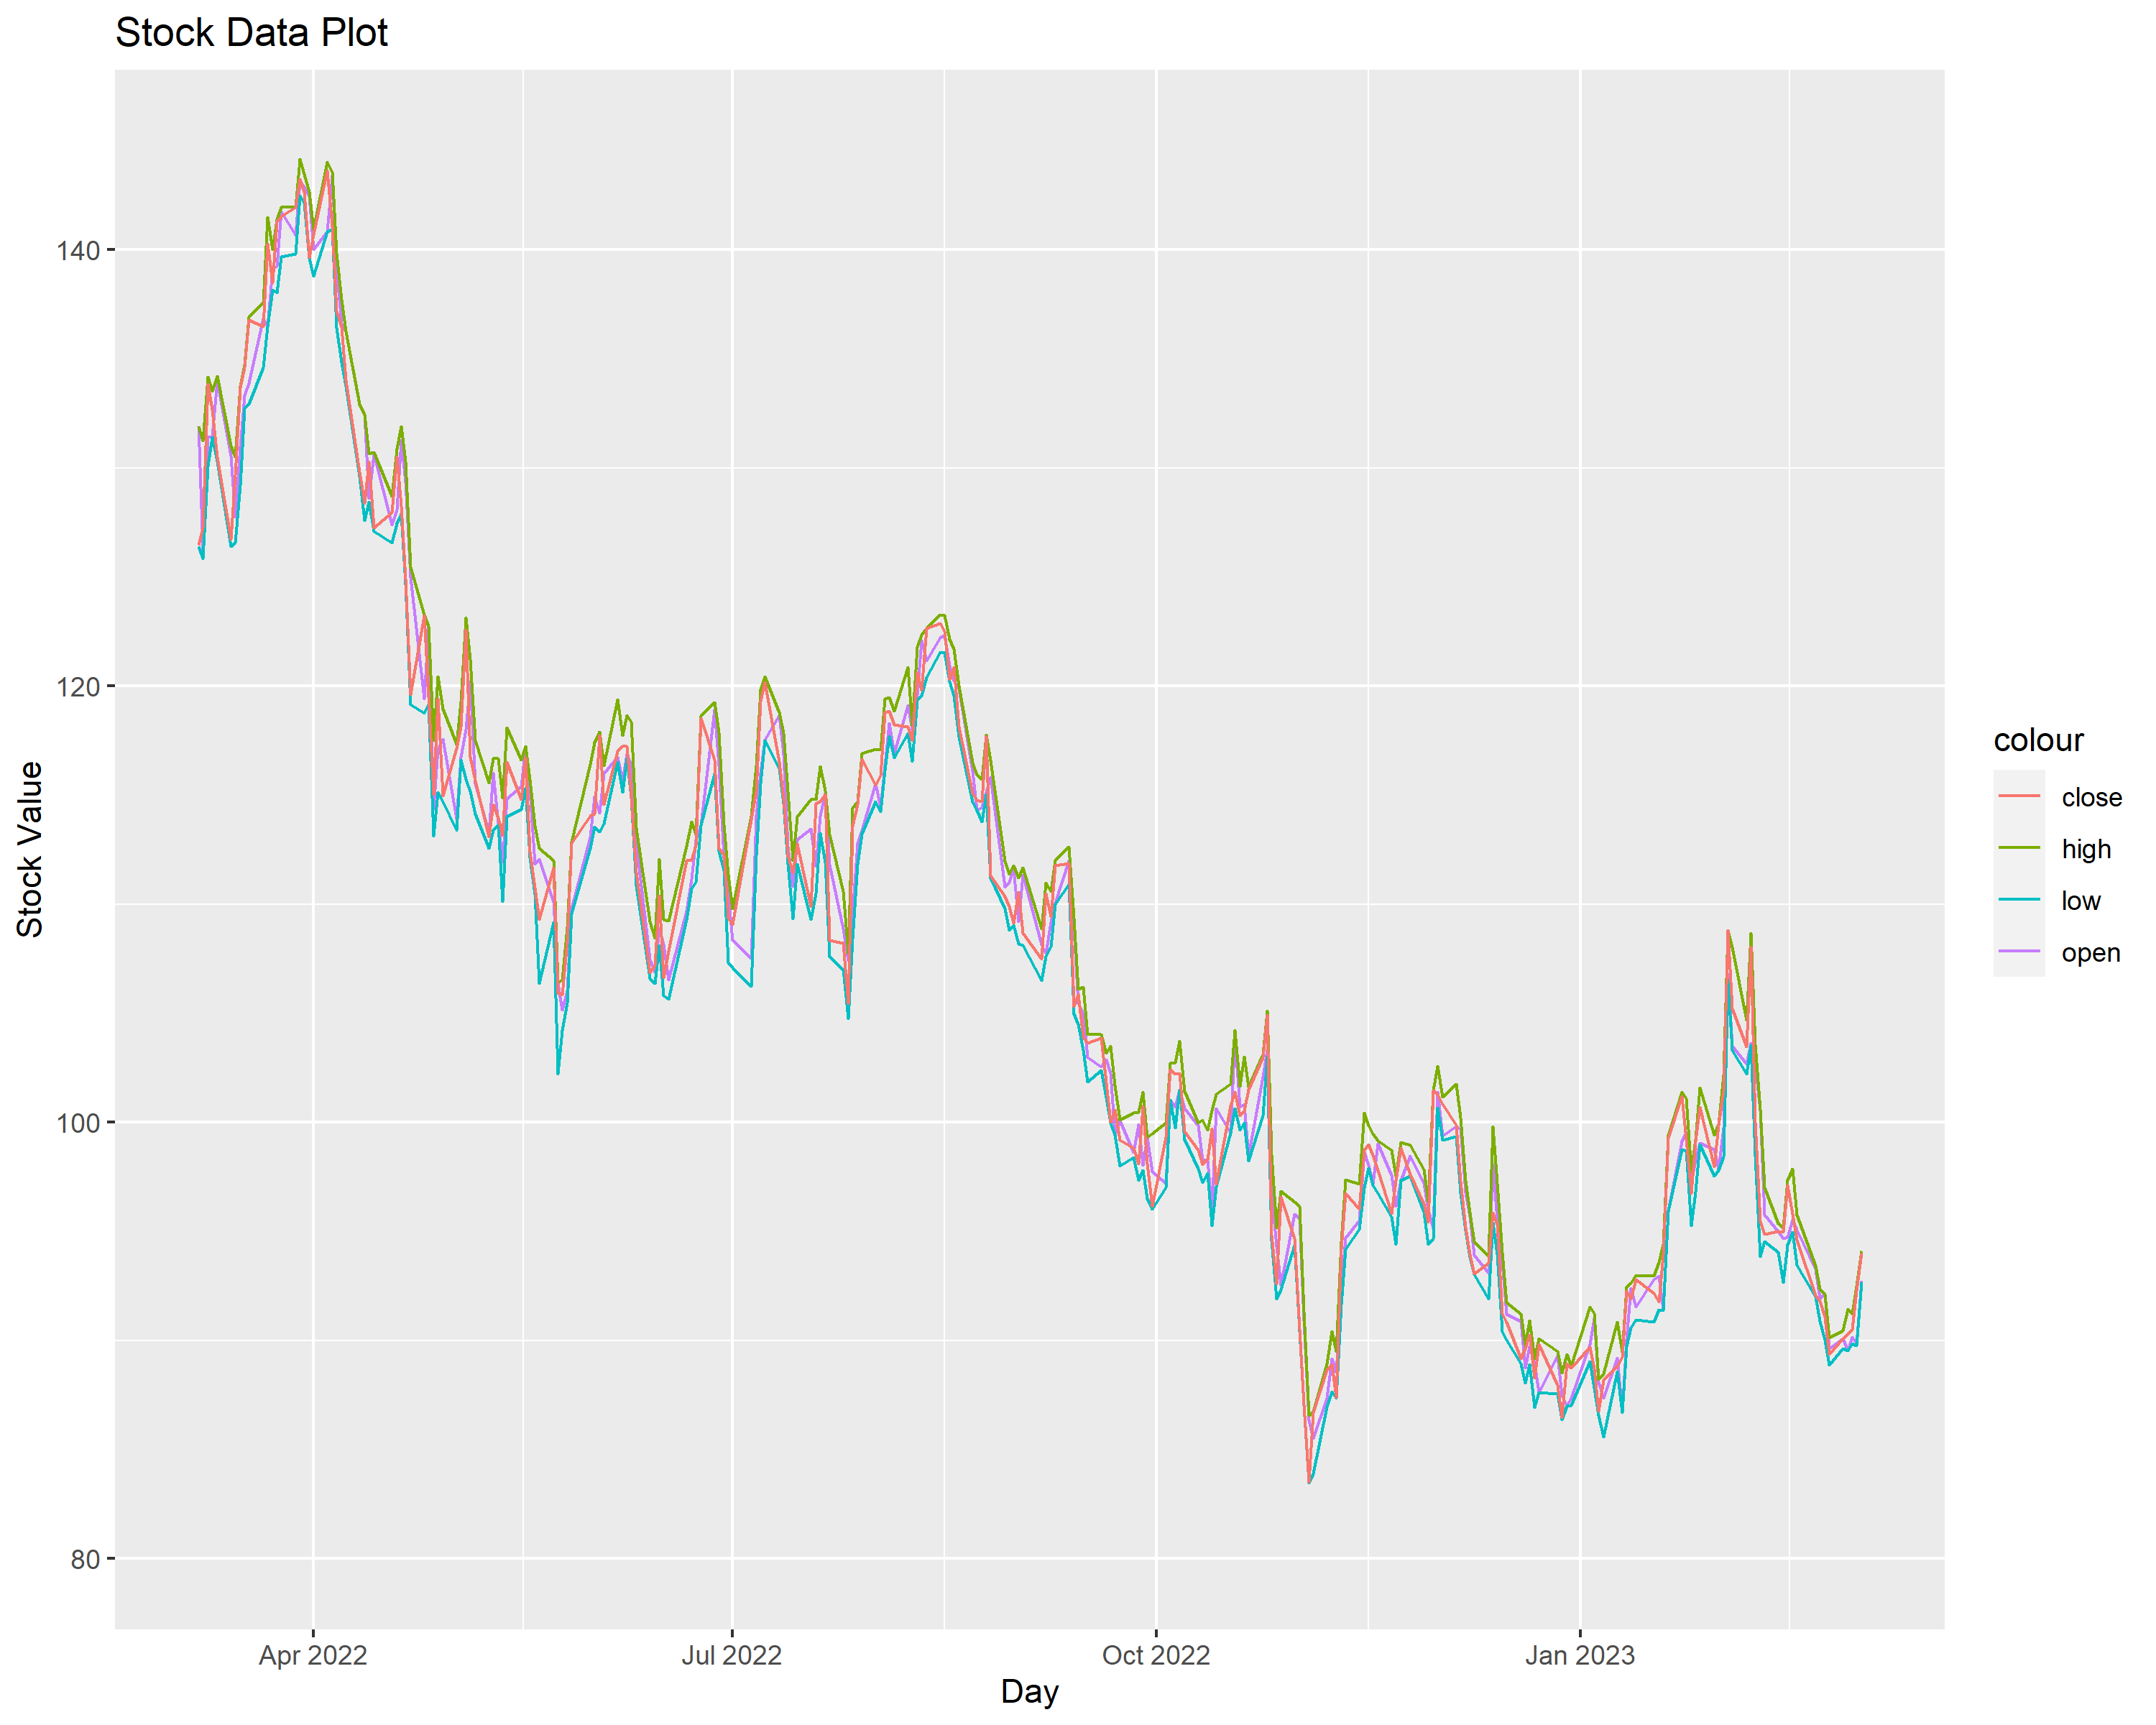 Stock Data Plot
Stock Value
140
120
100
80
Apr 2022
Jul 2022
Oct 2022
Jan 2023
Day
colour
close
high
low
open